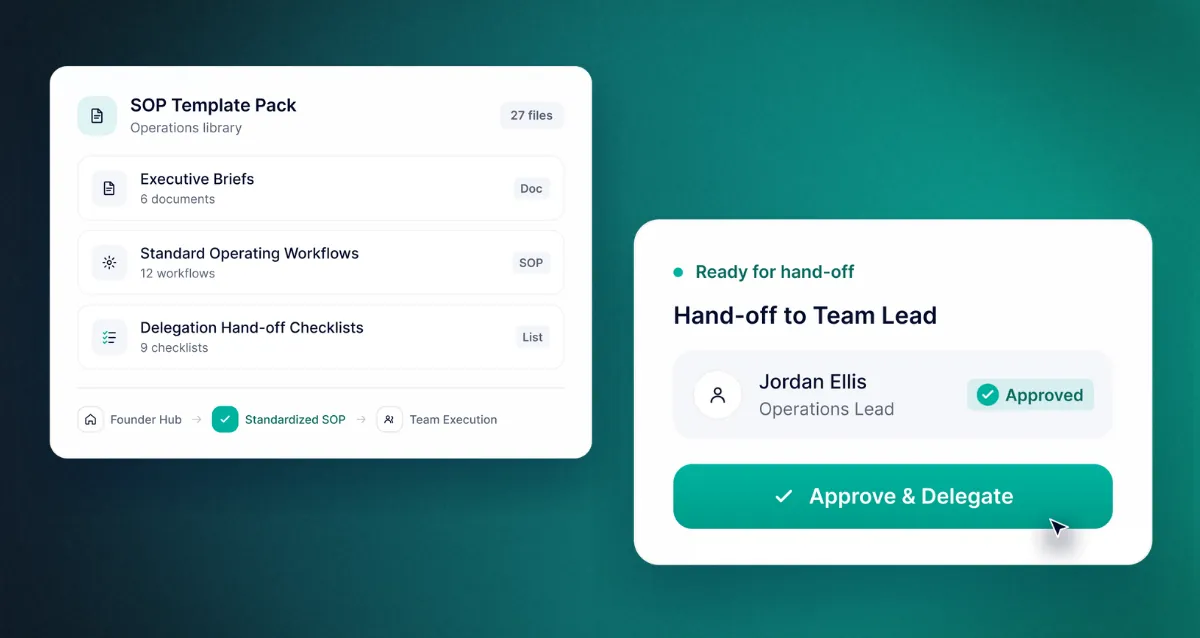 SOP Template Pack
Operations library
27 files
Executive Briefs
6 documents
Doc
Standard Operating Workflows
12 workflows
SOP
Delegation Hand-off Checklists
9 checklists
List
Founder Hub → Standardized SOP → Team Execution
Ready for hand-off
Hand-off to Team Lead
Jordan Ellis
Operations Lead
Approved
Approve & Delegate